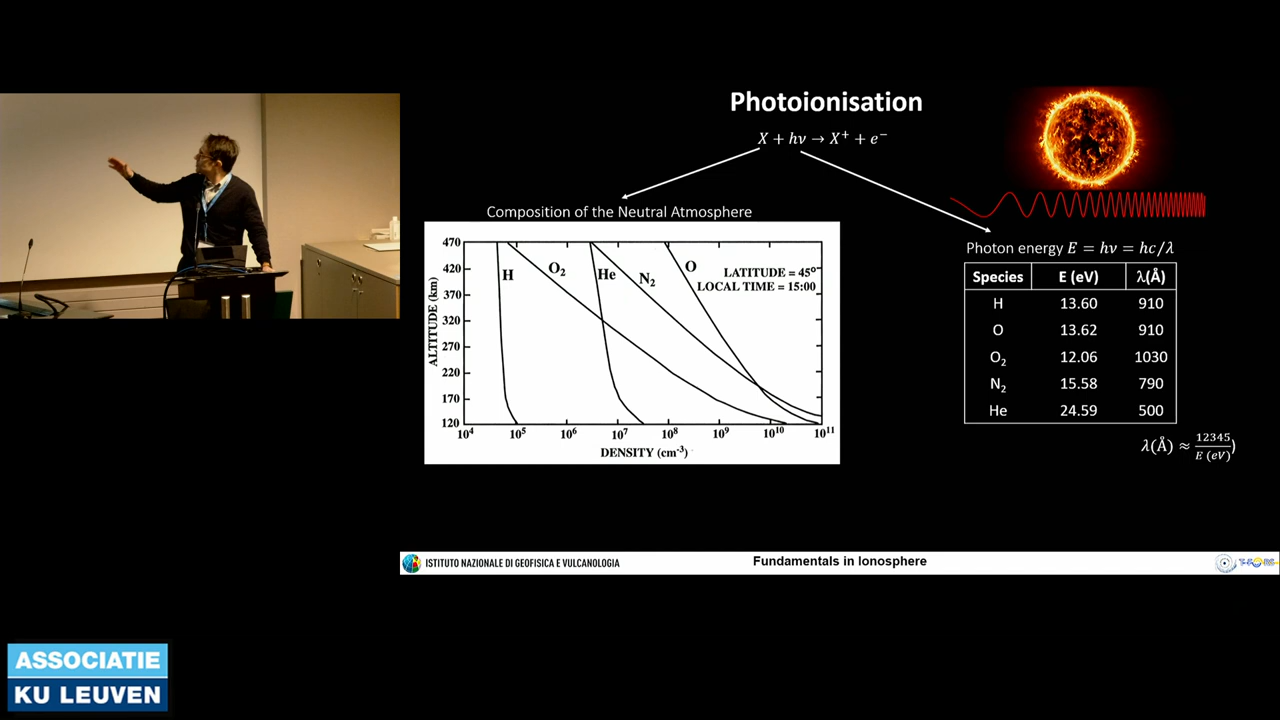 Photoionisation
X + hν → X⁺ + e⁻
Composition of the Neutral Atmosphere
470
420
370
320
270
220
170
120
ALTITUDE (km)
H
O₂
He
N₂
O
LATITUDE = 45º
LOCAL TIME = 15:00
10⁴ 10⁵ 10⁶ 10⁷ 10⁸ 10⁹ 10¹⁰ 10¹¹
DENSITY (cm⁻³)
Photon energy E = hν = hc/λ
Species E (eV) λ(Å)
H 13.60 910
O 13.62 910
O₂ 12.06 1030
N₂ 15.58 790
He 24.59 500
λ(Å) ≈ 12345/E (eV))
ISTITUTO NAZIONALE DI GEOFISICA E VULCANOLOGIA
Fundamentals in Ionosphere
ASSOCIATIE
KU LEUVEN